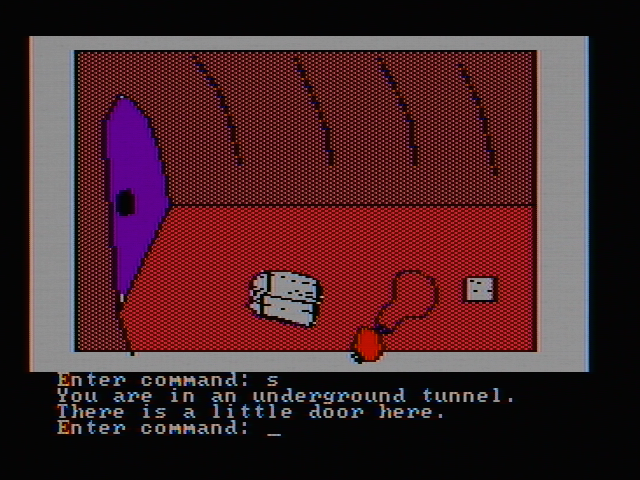 Enter command: s
You are in an underground tunnel.
There is a little door here.
Enter command: _